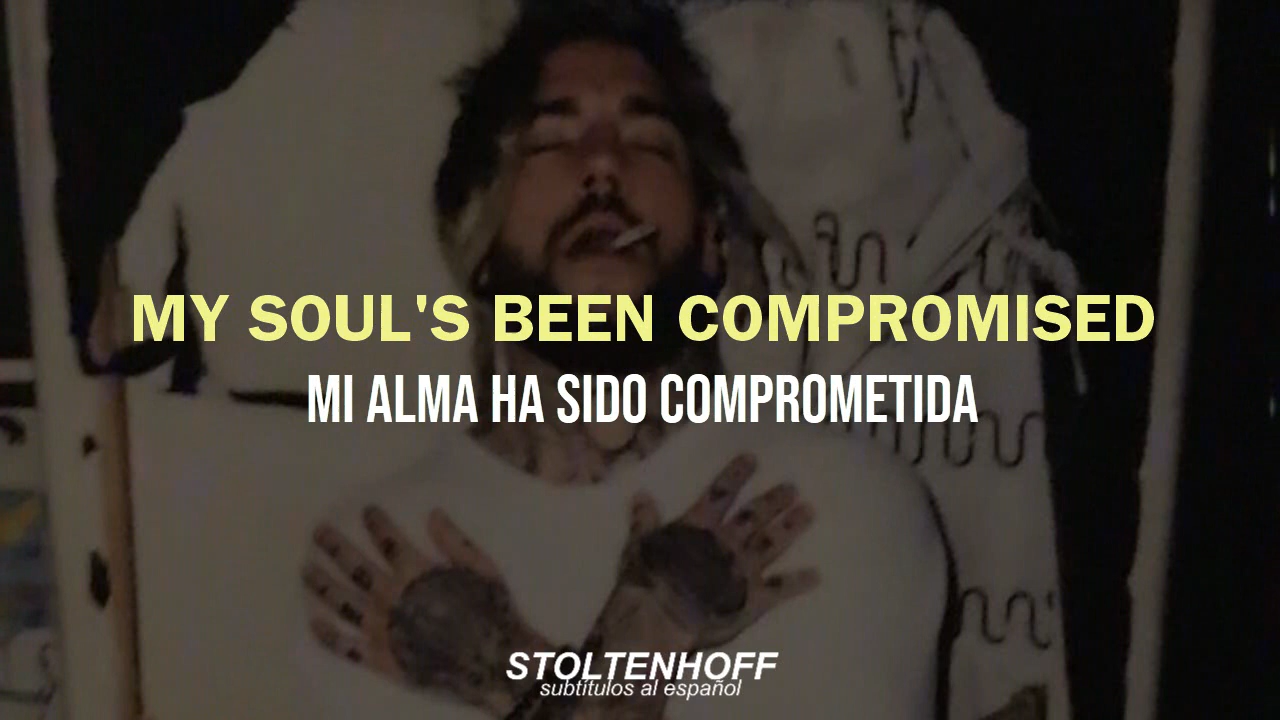 MY SOUL'S BEEN COMPROMISED
MI ALMA HA SIDO COMPROMETIDA
STOLTENHOFF
subtítulos al español